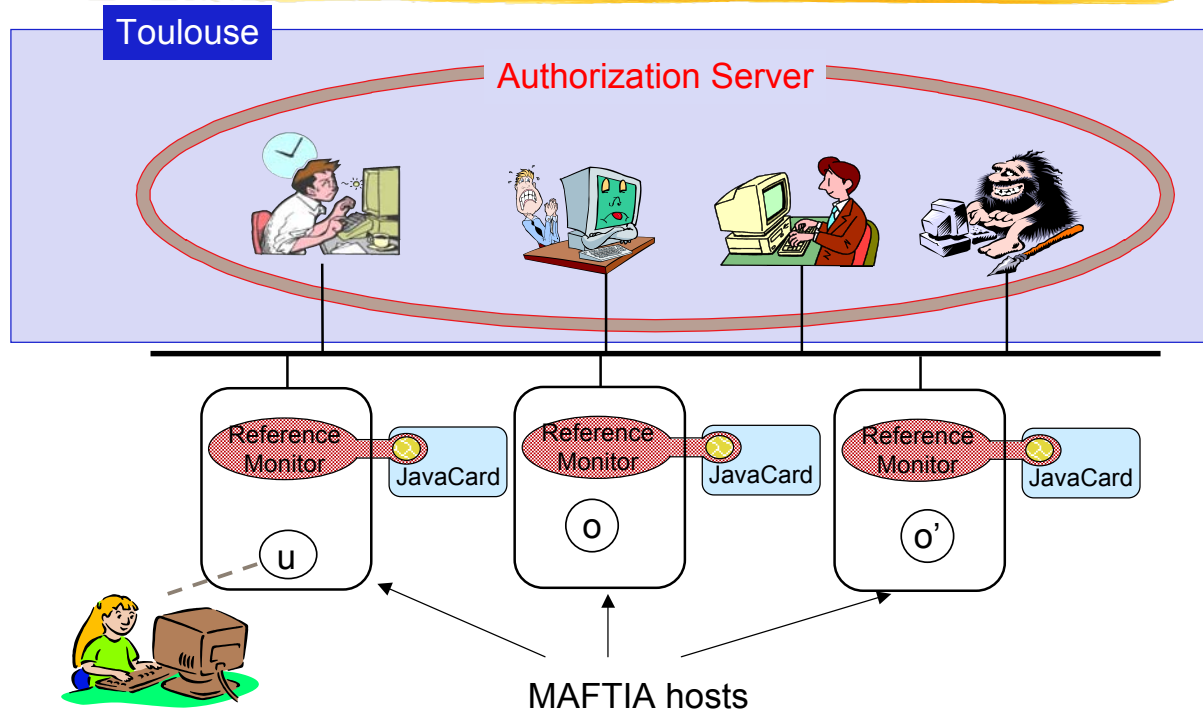 Toulouse
Authorization Server
Reference
Monitor
JavaCard
u
Reference
Monitor
JavaCard
o
Reference
Monitor
JavaCard
o’
MAFTIA hosts